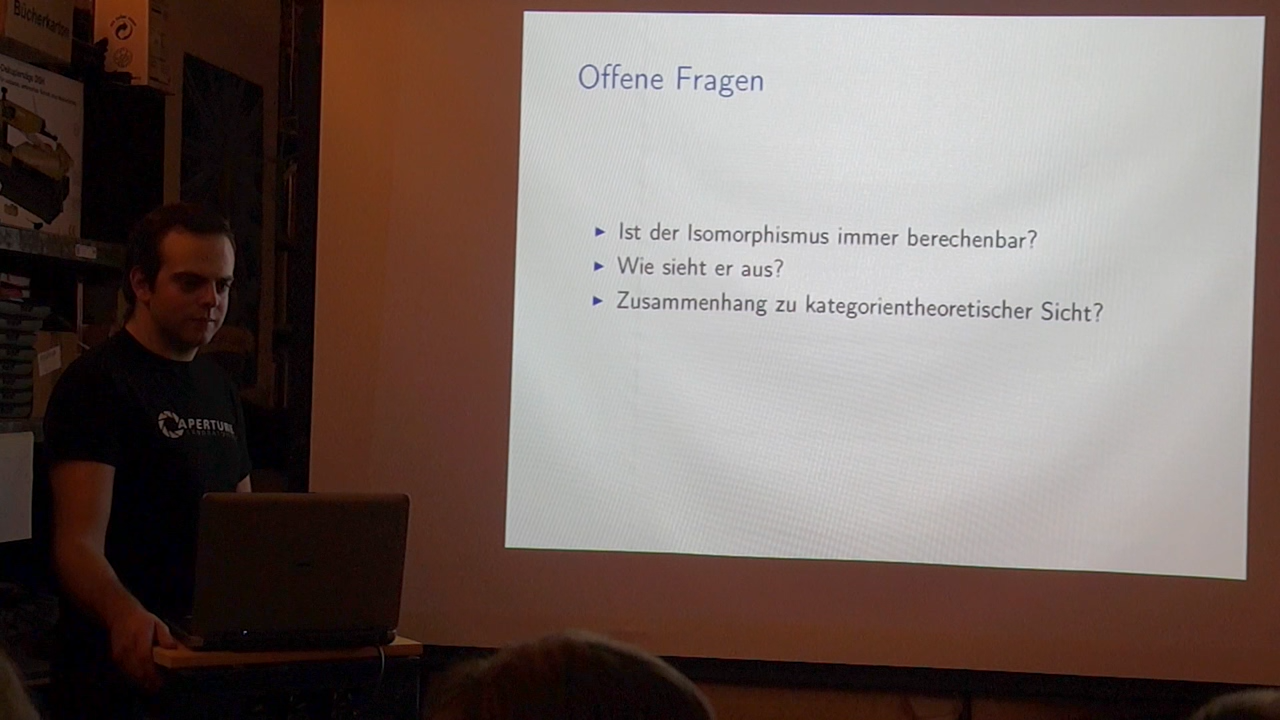 Bücherkarton
Offene Fragen
Ist der Isomorphismus immer berechenbar?
Wie sieht er aus?
Zusammenhang zu kategorientheoretischer Sicht?
APERTURE